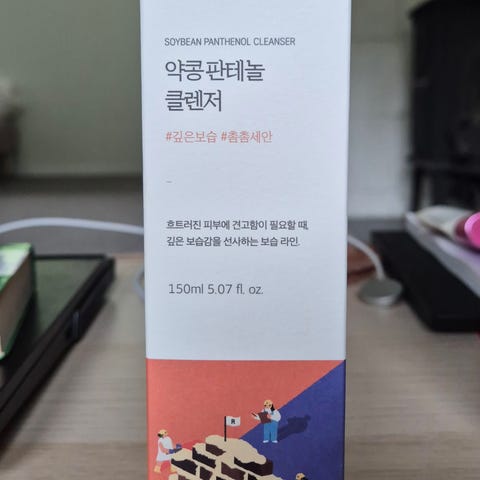 SOYBEAN PANTHENOL CLEANSER
약콩 판테놀
클렌저
#깊은보습 #촘촘세안
흐트러진 피부에 견고함이 필요할 때,
깊은 보습감을 선사하는 보습 라인.
150ml 5.07 fl. oz.
R